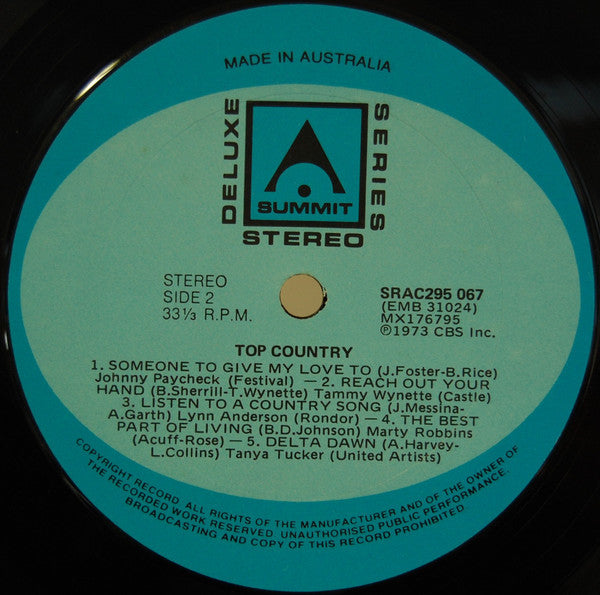 MADE IN AUSTRALIA
DELUXE
SERIES
SUMMIT
STEREO
STEREO
SIDE 2
33⅓ R.P.M.
SRAC295 067
(EMB 31024)
MX176795
℗1973 CBS Inc.
TOP COUNTRY
1. SOMEONE TO GIVE MY LOVE TO (J.Foster-B.Rice)
Johnny Paycheck (Festival) — 2. REACH OUT YOUR
HAND (B.Sherrill-T.Wynette) Tammy Wynette (Castle)
3. LISTEN TO A COUNTRY SONG (J.Messina-
A.Garth) Lynn Anderson (Rondor) — 4. THE BEST
PART OF LIVING (B.D.Johnson) Marty Robbins
(Acuff-Rose) — 5. DELTA DAWN (A.Harvey-
L.Collins) Tanya Tucker (United Artists)
COPYRIGHT RECORD. ALL RIGHTS OF THE MANUFACTURER AND OF THE OWNER OF
THE RECORDED WORK RESERVED. UNAUTHORISED PUBLIC PERFORMANCE.
BROADCASTING AND COPY OF THIS RECORD PROHIBITED